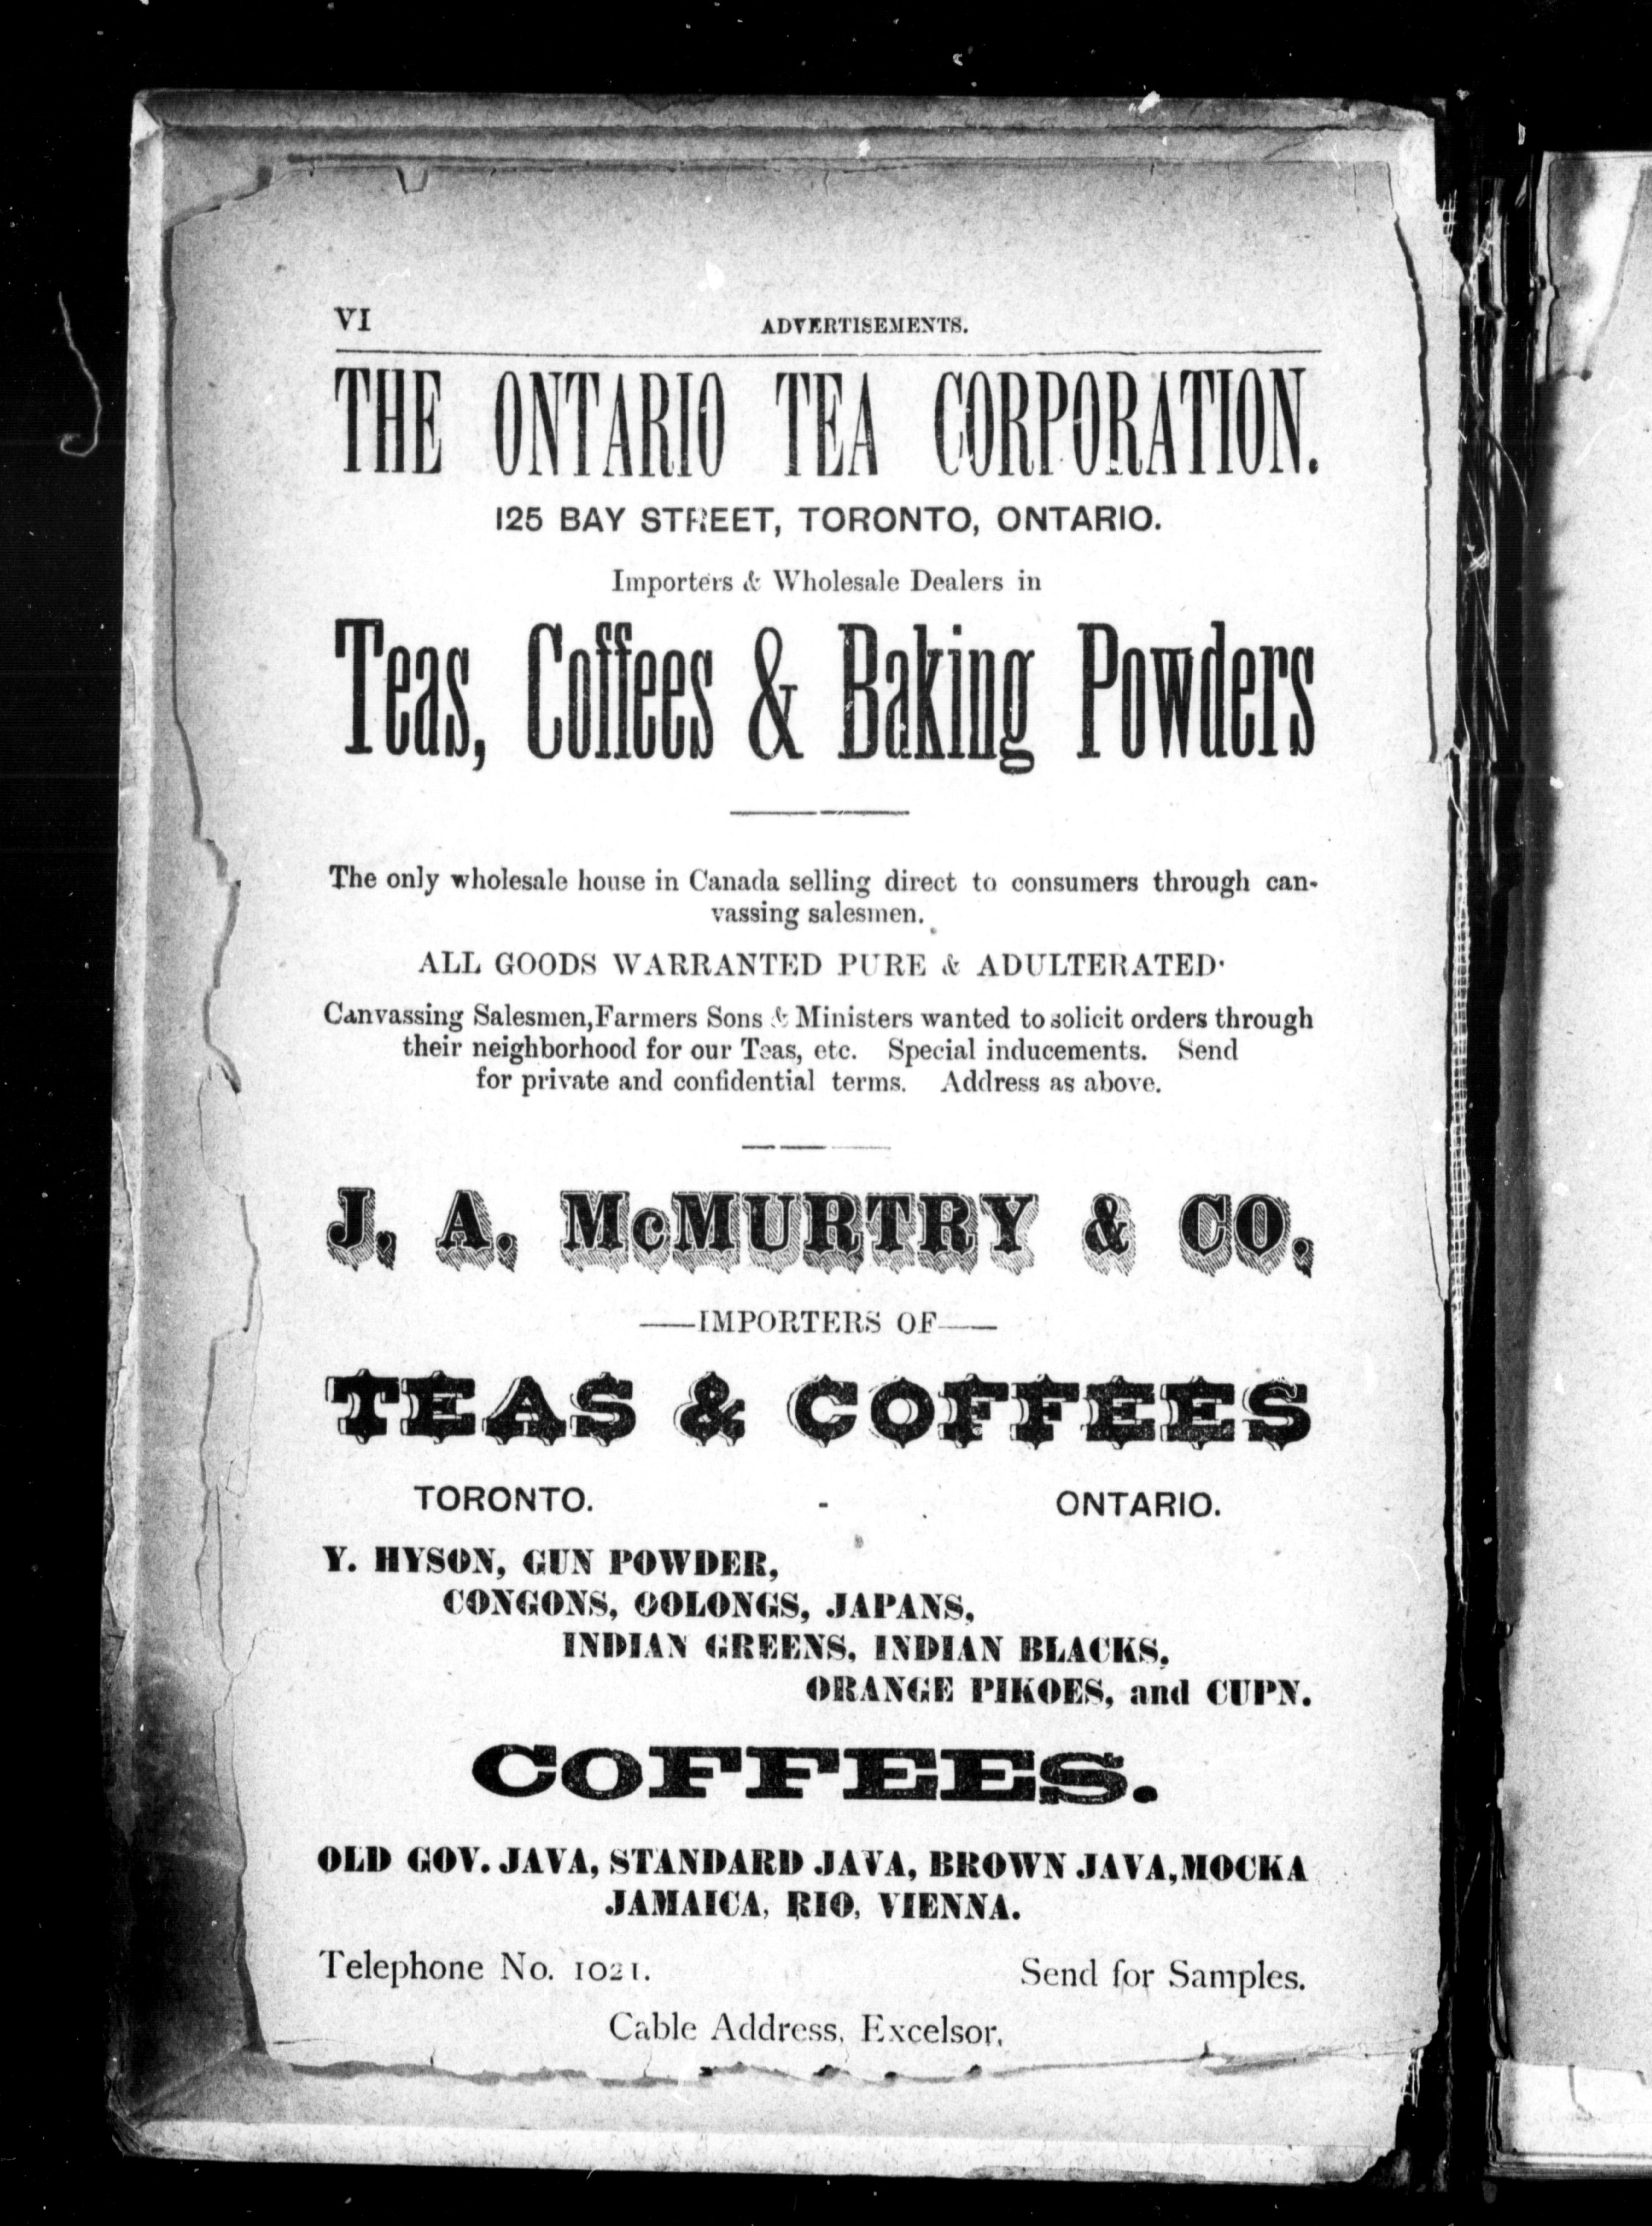 VI
ADVERTISEMENTS.
THE ONTARIO TEA CORPORATION.
125 BAY STREET, TORONTO, ONTARIO.
Importers & Wholesale Dealers in
Teas, Coffees & Baking Powders
The only wholesale house in Canada selling direct to consumers through can-
vassing salesmen.
ALL GOODS WARRANTED PURE & ADULTERATED.
Canvassing Salesmen, Farmers Sons & Ministers wanted to solicit orders through
their neighborhood for our Teas, etc. Special inducements. Send
for private and confidential terms. Address as above.
J. A. McMURTRY & CO.
—IMPORTERS OF—
TEAS & COFFEES
TORONTO. - ONTARIO.
Y. HYSON, GUN POWDER,
CONGONS, OOLONGS, JAPANS,
INDIAN GREENS, INDIAN BLACKS,
ORANGE PIKOES, and CUPN.
COFFEES.
OLD GOV. JAVA, STANDARD JAVA, BROWN JAVA, MOCKA
JAMAICA, RIO, VIENNA.
Telephone No. 1021. Send for Samples.
Cable Address, Excelsor,